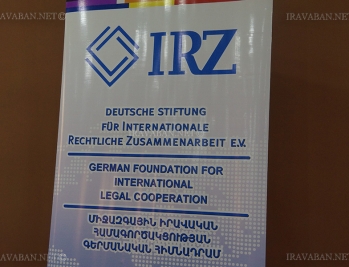 IRAVABAN.NET ©
IRAVABAN.NET
IRZ
DEUTSCHE STIFTUNG
FÜR INTERNATIONALE
RECHTLICHE ZUSAMMENARBEIT E.V.
GERMAN FOUNDATION FOR
INTERNATIONAL
LEGAL COOPERATION
ՄԻՋԱԶԳԱՅԻՆ ԻՐԱՎԱԿԱՆ
ՀԱՄԱԳՈՐԾԱԿՑՈՒԹՅԱՆ
ԳԵՐՄԱՆԱԿԱՆ ՀԻՄՆԱԴՐԱՄ
IRAVABAN.NET ©
IRAVABAN.NET